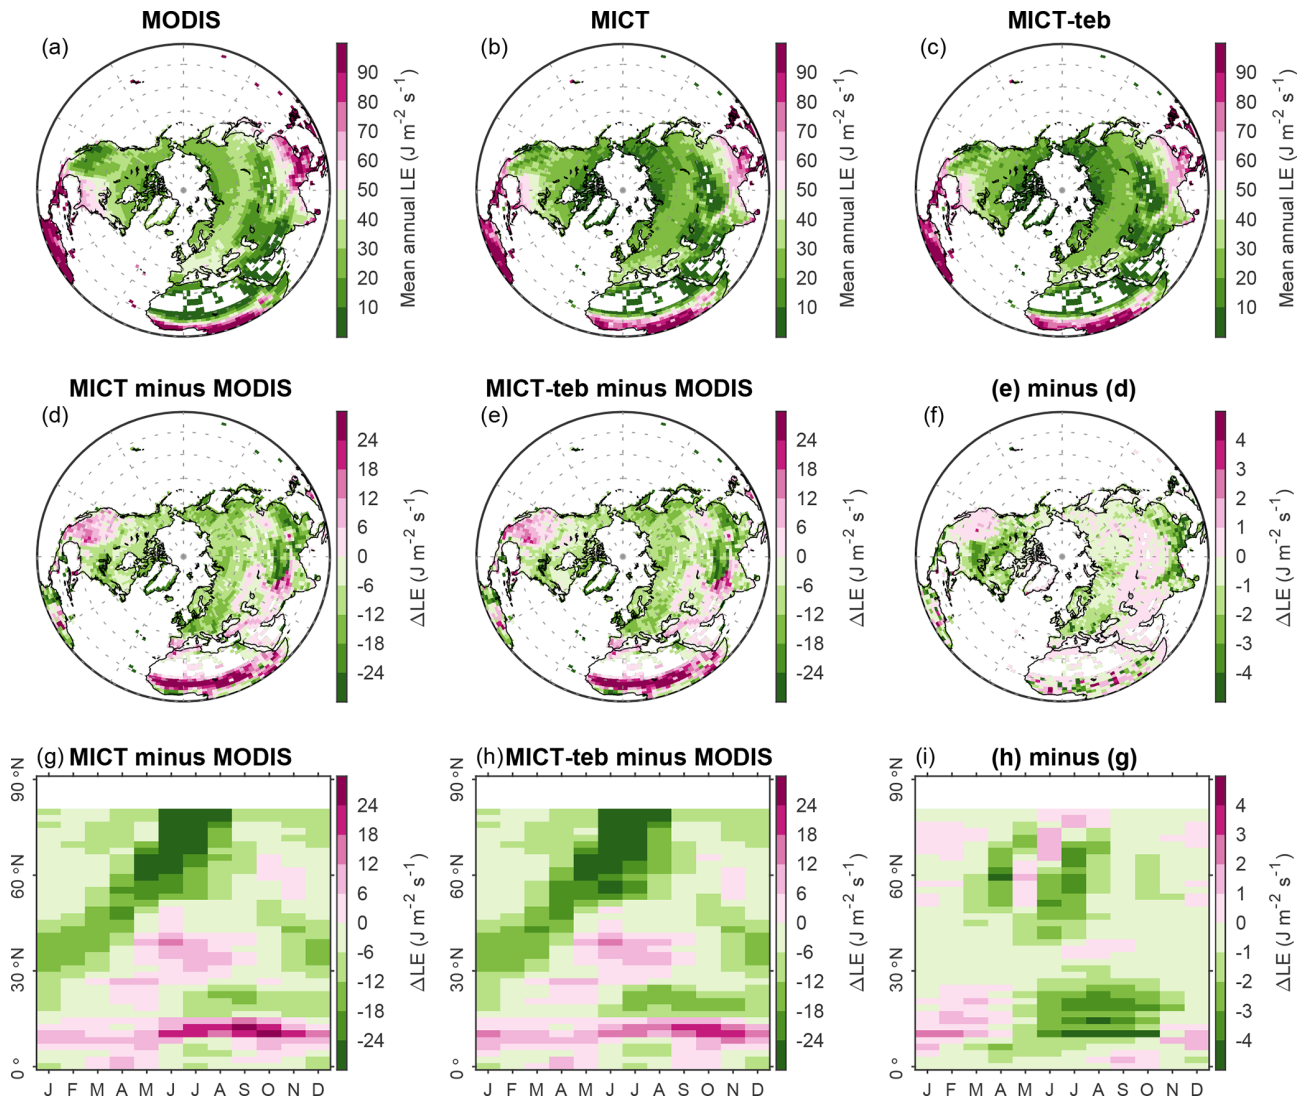 MODIS
MICT
MICT-teb
(a)
(b)
(c)
90
80
70
60
50
40
30
20
10
Mean annual LE (J m⁻² s⁻¹)
90
80
70
60
50
40
30
20
10
Mean annual LE (J m⁻² s⁻¹)
90
80
70
60
50
40
30
20
10
Mean annual LE (J m⁻² s⁻¹)
MICT minus MODIS
MICT-teb minus MODIS
(e) minus (d)
(d)
(e)
(f)
24
18
12
6
0
-6
-12
-18
-24
ΔLE (J m⁻² s⁻¹)
24
18
12
6
0
-6
-12
-18
-24
ΔLE (J m⁻² s⁻¹)
4
3
2
1
0
-1
-2
-3
-4
ΔLE (J m⁻² s⁻¹)
(g) MICT minus MODIS
(h) MICT-teb minus MODIS
(i) (h) minus (g)
90 °N
60 °N
30 °N
0 °
J F M A M J J A S O N D
24
18
12
6
0
-6
-12
-18
-24
ΔLE (J m⁻² s⁻¹)
90 °N
60 °N
30 °N
0 °
J F M A M J J A S O N D
24
18
12
6
0
-6
-12
-18
-24
ΔLE (J m⁻² s⁻¹)
90 °N
60 °N
30 °N
0 °
J F M A M J J A S O N D
4
3
2
1
0
-1
-2
-3
-4
ΔLE (J m⁻² s⁻¹)